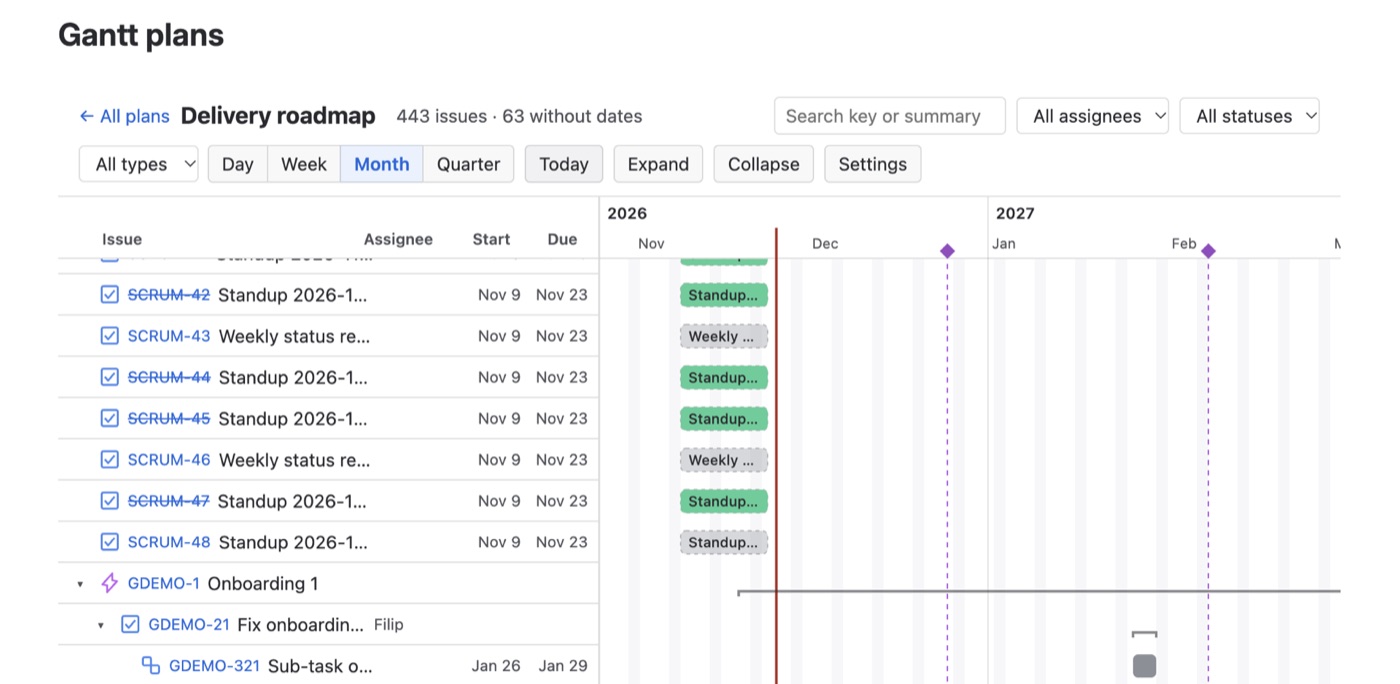 Gantt plans
← All plans Delivery roadmap 443 issues · 63 without dates Search key or summary All assignees All statuses
All types Day Week Month Quarter Today Expand Collapse Settings
2026 2027
Issue Assignee Start Due Nov Dec Jan Feb
SCRUM-42 Standup 2026-1... Nov 9 Nov 23 Standup...
SCRUM-43 Weekly status re... Nov 9 Nov 23 Weekly ...
SCRUM-44 Standup 2026-1... Nov 9 Nov 23 Standup...
SCRUM-45 Standup 2026-1... Nov 9 Nov 23 Standup...
SCRUM-46 Weekly status re... Nov 9 Nov 23 Weekly ...
SCRUM-47 Standup 2026-1... Nov 9 Nov 23 Standup...
SCRUM-48 Standup 2026-1... Nov 9 Nov 23 Standup...
GDEMO-1 Onboarding 1
GDEMO-21 Fix onboardin... Filip
GDEMO-321 Sub-task o... Jan 26 Jan 29